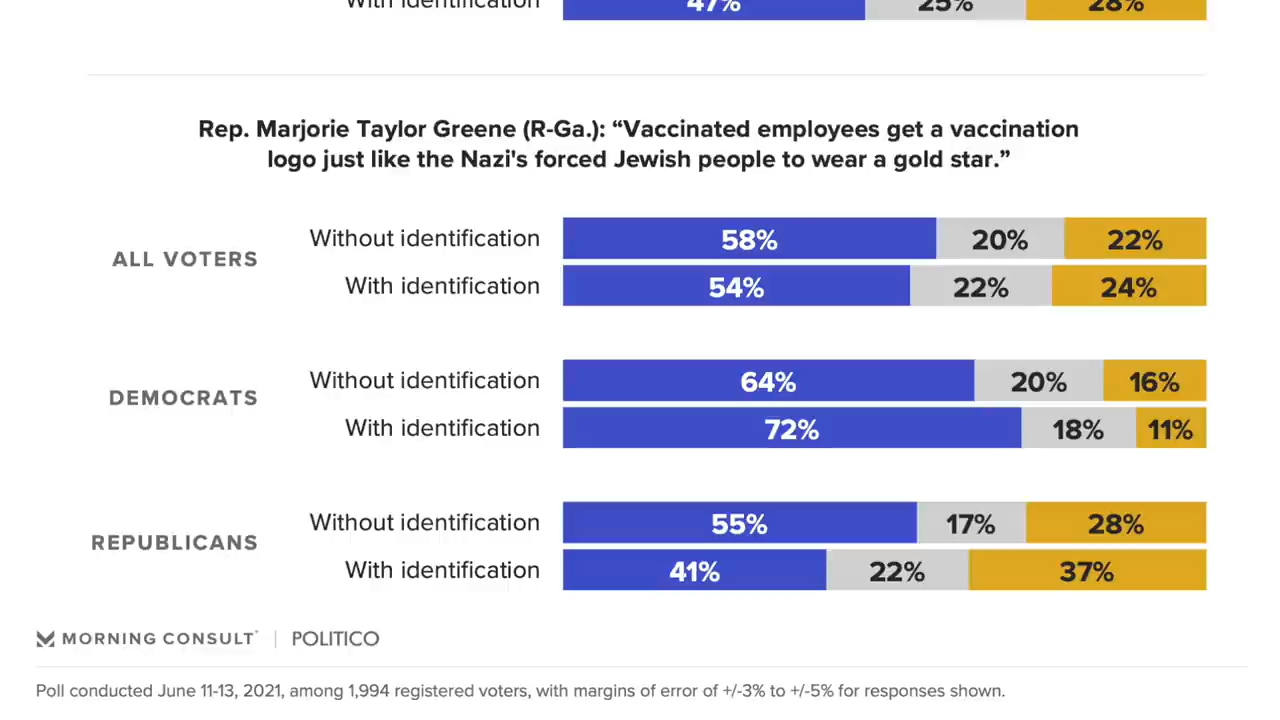 With identification 47% 25% 28%
Rep. Marjorie Taylor Greene (R-Ga.): “Vaccinated employees get a vaccination
logo just like the Nazi's forced Jewish people to wear a gold star.”
ALL VOTERS
Without identification 58% 20% 22%
With identification 54% 22% 24%
DEMOCRATS
Without identification 64% 20% 16%
With identification 72% 18% 11%
REPUBLICANS
Without identification 55% 17% 28%
With identification 41% 22% 37%
MORNING CONSULT | POLITICO
Poll conducted June 11-13, 2021, among 1,994 registered voters, with margins of error of +/-3% to +/-5% for responses shown.